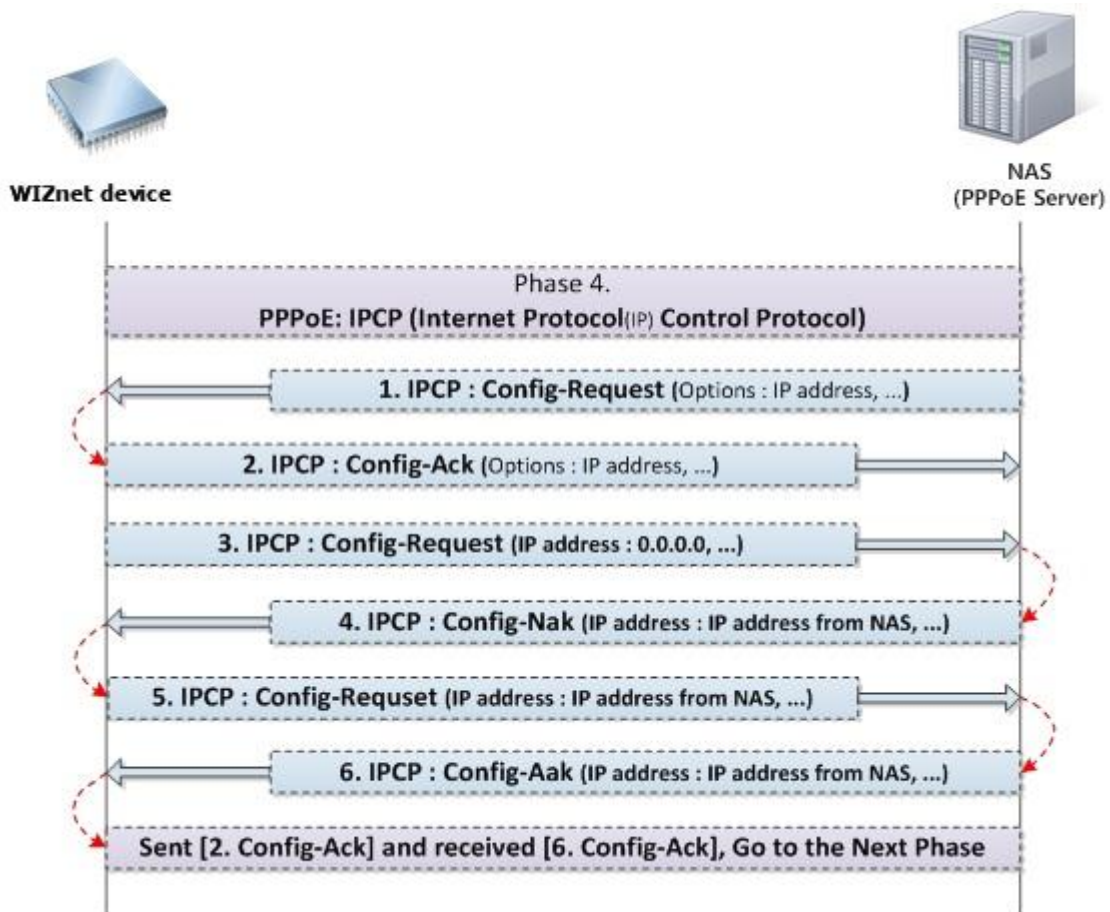 WIZnet device
NAS
(PPPoE Server)
Phase 4.
PPPoE: IPCP (Internet Protocol(IP) Control Protocol)
1. IPCP : Config-Request (Options : IP address, ...)
2. IPCP : Config-Ack (Options : IP address, ...)
3. IPCP : Config-Request (IP address : 0.0.0.0, ...)
4. IPCP : Config-Nak (IP address : IP address from NAS, ...)
5. IPCP : Config-Requset (IP address : IP address from NAS, ...)
6. IPCP : Config-Aak (IP address : IP address from NAS, ...)
Sent [2. Config-Ack] and received [6. Config-Ack], Go to the Next Phase